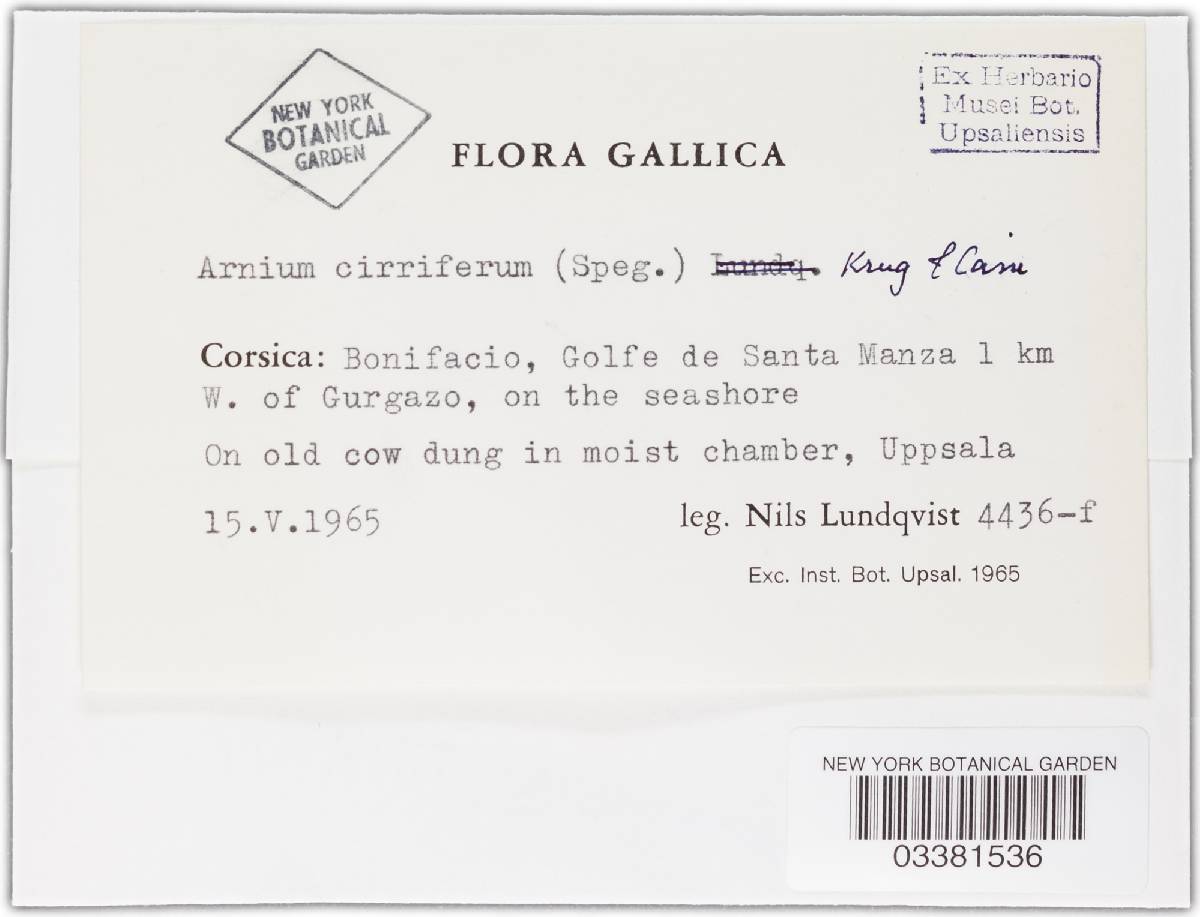 NEW YORK
BOTANICAL
GARDEN
Ex Herbario
Musei Bot.
Upsaliensis
FLORA GALLICA
Arnium cirriferum (Speg.) Lundq. Krug & Cain
Corsica: Bonifacio, Golfe de Santa Manza 1 km
W. of Gurgazo, on the seashore
On old cow dung in moist chamber, Uppsala
15.V.1965 leg. Nils Lundqvist 4436-f
Exc. Inst. Bot. Upsal. 1965
NEW YORK BOTANICAL GARDEN
03381536